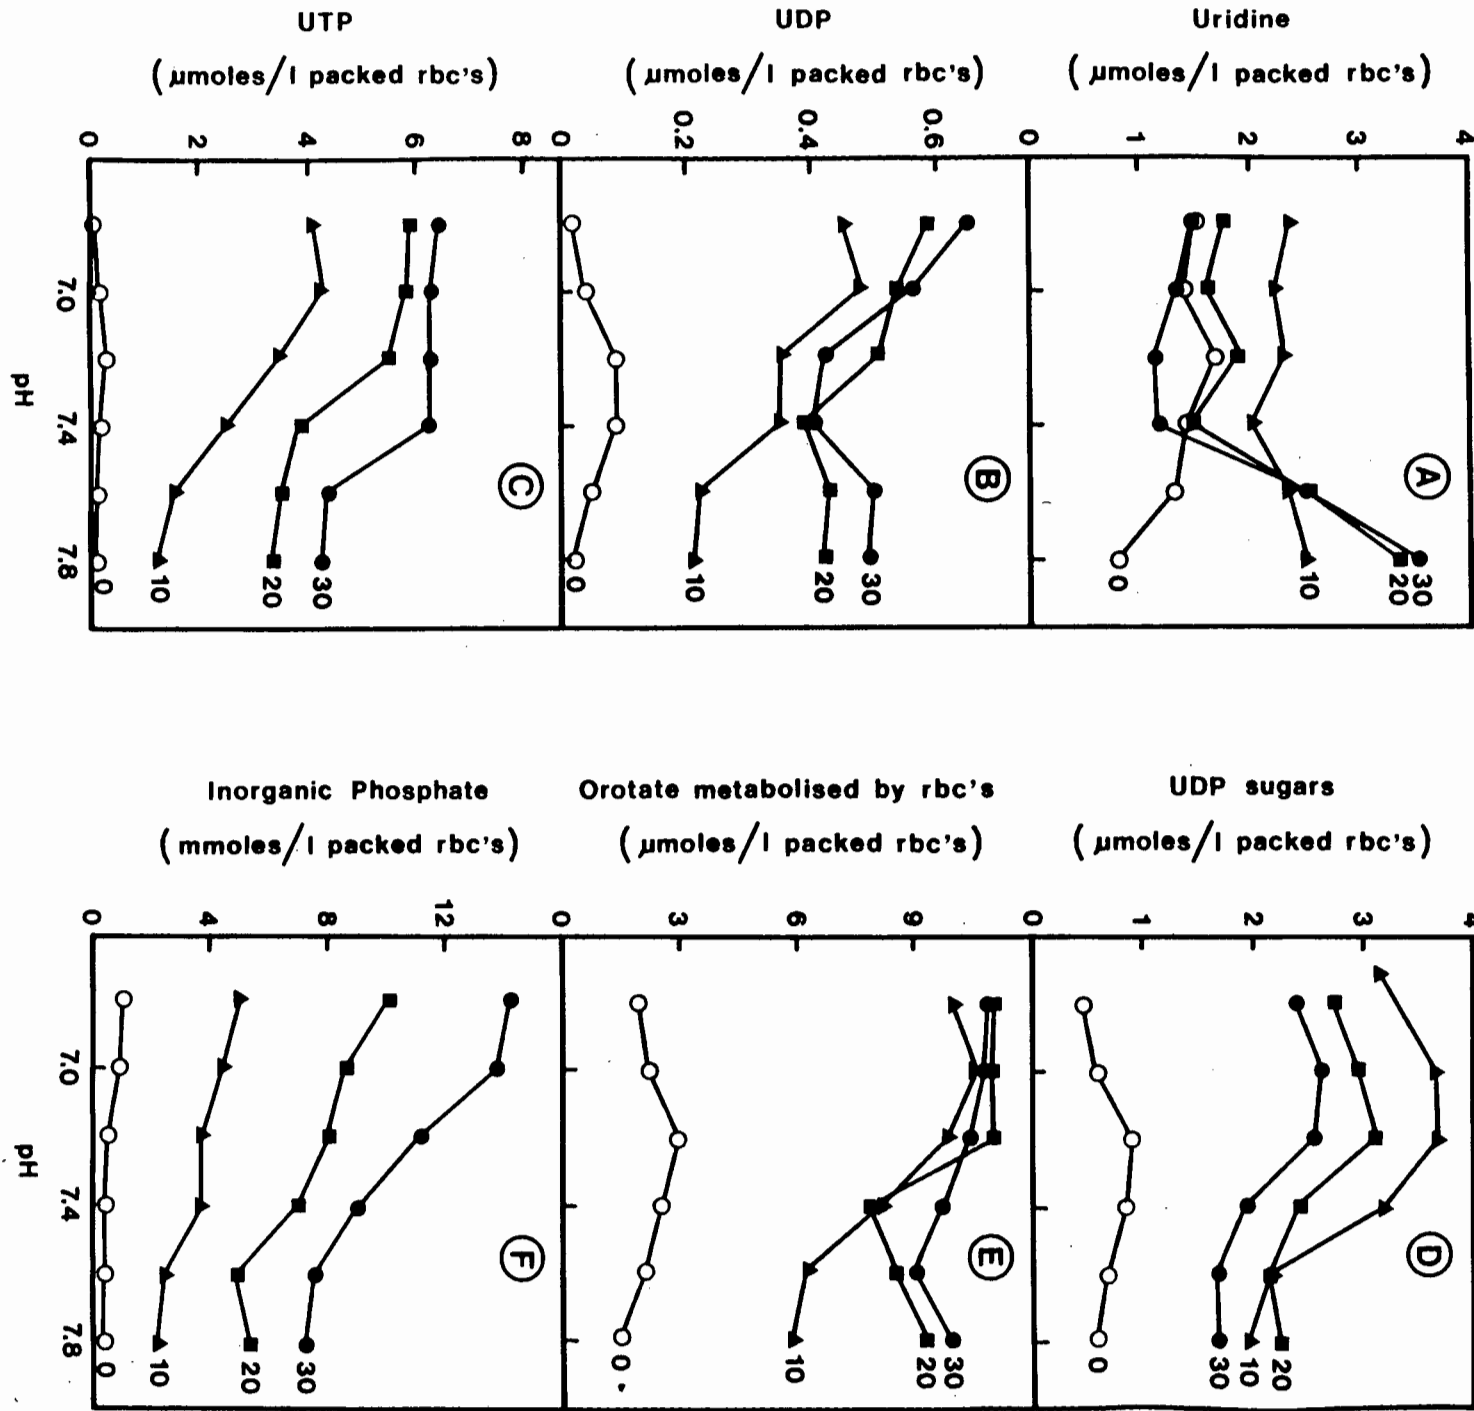 UTP
(µmoles/l packed rbc's)
0 2 4 6 8
7.0
7.4
7.8
pH
C
0 10 20 30
UDP
(µmoles/l packed rbc's)
0 0.2 0.4 0.6
B
0 10 20 30
Uridine
(µmoles/l packed rbc's)
0 1 2 3 4
A
0 10 20 30
Inorganic Phosphate
(mmoles/l packed rbc's)
0 4 8 12
7.0
7.4
7.8
pH
F
0 10 20 30
Orotate metabolised by rbc's
(µmoles/l packed rbc's)
0 3 6 9
E
0 10 20 30
UDP sugars
(µmoles/l packed rbc's)
0 1 2 3 4
D
0 30 10 20